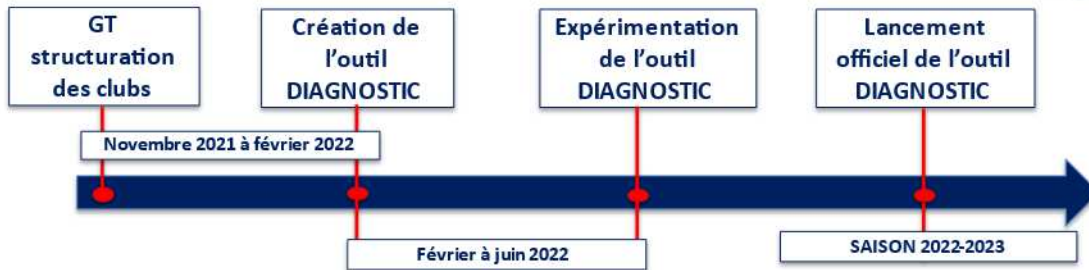 GT
structuration
des clubs
Création de
l'outil
DIAGNOSTIC
Expérimentation
de l'outil
DIAGNOSTIC
Lancement
officiel de l'outil
DIAGNOSTIC
Novembre 2021 à février 2022
Février à juin 2022
SAISON 2022-2023